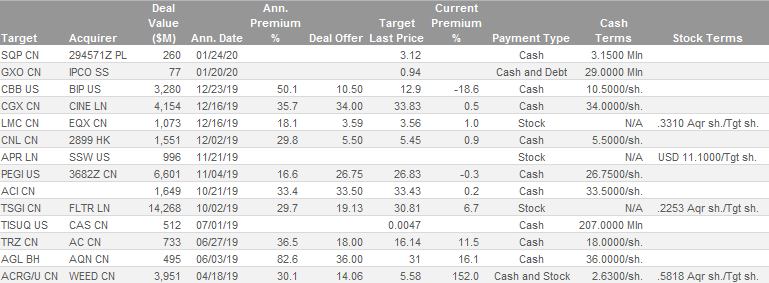 Deal Ann. Target Current
Value Premium Target Premium Cash
Target Acquirer ($M) Ann. Date % Deal Offer Last Price % Payment Type Terms Stock Terms
SQP CN 294571Z PL 260 01/24/20 3.12 Cash 3.1500 Mln
GXO CN IPCO SS 77 01/20/20 0.94 Cash and Debt 29.0000 Mln
CBB US BIP US 3,280 12/23/19 50.1 10.50 12.9 -18.6 Cash 10.5000/sh.
CGX CN CINE LN 4,154 12/16/19 35.7 34.00 33.83 0.5 Cash 34.0000/sh.
LMC CN EQX CN 1,073 12/16/19 18.1 3.59 3.56 1.0 Stock N/A .3310 Aqr sh./Tgt sh.
CNL CN 2899 HK 1,551 12/02/19 29.8 5.50 5.45 0.9 Cash 5.5000/sh.
APR LN SSW US 996 11/21/19 Stock N/A USD 11.1000/Tgt sh.
PEGI US 3682Z CN 6,601 11/04/19 16.6 26.75 26.83 -0.3 Cash 26.7500/sh.
ACI CN 1,649 10/21/19 33.4 33.50 33.43 0.2 Cash 33.5000/sh.
TSGI CN FLTR LN 14,268 10/02/19 29.7 19.13 30.81 6.7 Stock N/A .2253 Aqr sh./Tgt sh.
TISUQ US CAS CN 512 07/01/19 0.0047 Cash 207.0000 Mln
TRZ CN AC CN 733 06/27/19 36.5 18.00 16.14 11.5 Cash 18.0000/sh.
AGL BH AQN CN 495 06/03/19 82.6 36.00 31 16.1 Cash 36.0000/sh.
ACRG/U CN WEED CN 3,951 04/18/19 30.1 14.06 5.58 152.0 Cash and Stock 2.6300/sh. .5818 Aqr sh./Tgt sh.